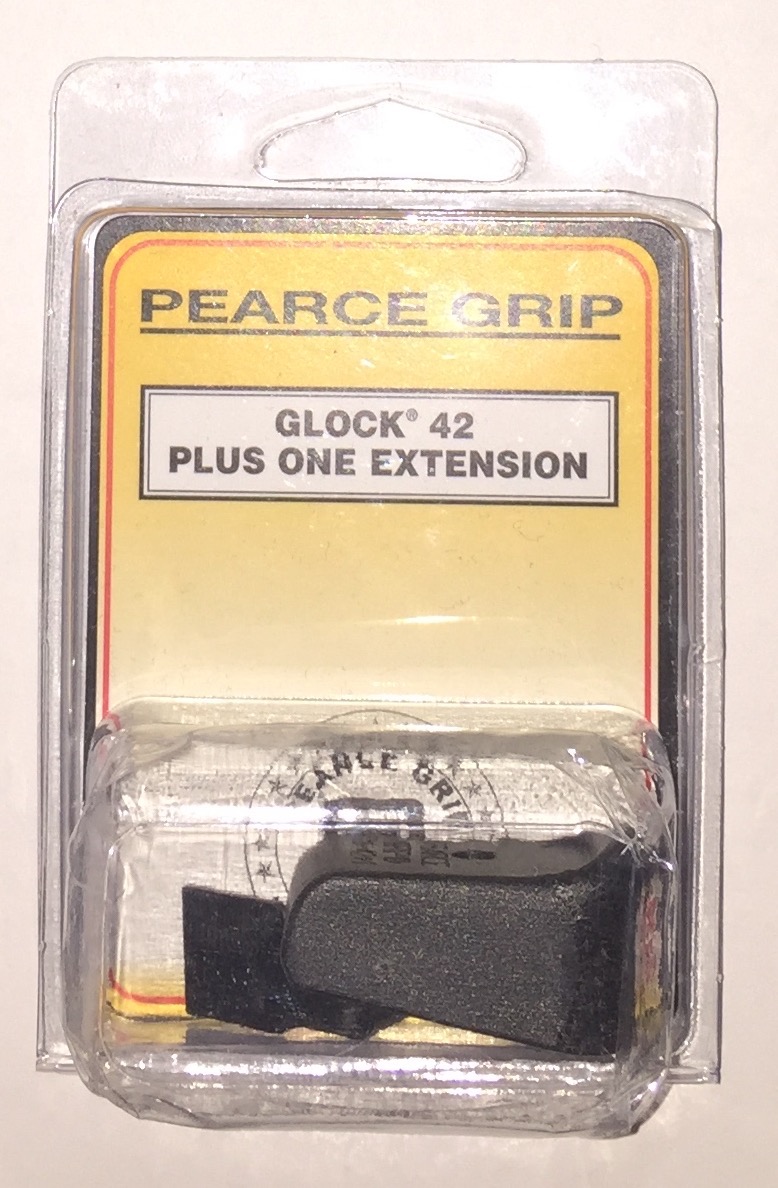 PEARCE GRIP
GLOCK® 42
PLUS ONE EXTENSION